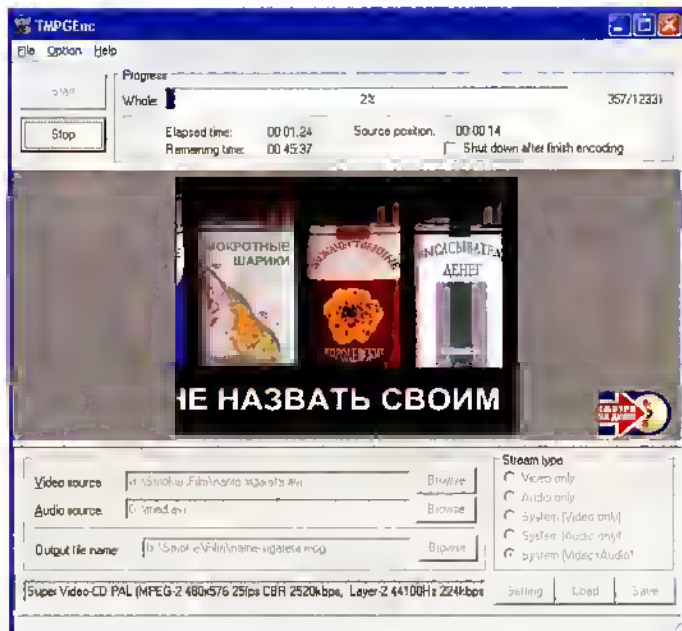 TMPGEnc
File Option Help
Start
Progress
Whole: 2% 357/12331
Stop
Elapsed time: 00:01.24 Source position: 00:00 14
Remaining time: 00 45:37 Shut down after finish encoding
МОКРОТНЫЕ
ШАРИКИ
ДЕНЕГ
НЕ НАЗВАТЬ СВОИМ
Stream type
Video source Browse Video only
Audio only
Audio source Browse System [Video only]
System [Audio only]
Output file name Browse System [Video+Audio]
Super Video-CD PAL (MPEG-2 480x576 25fps CBR 2520kbps, Layer-2 44100Hz 224kbps
Setting Load Save